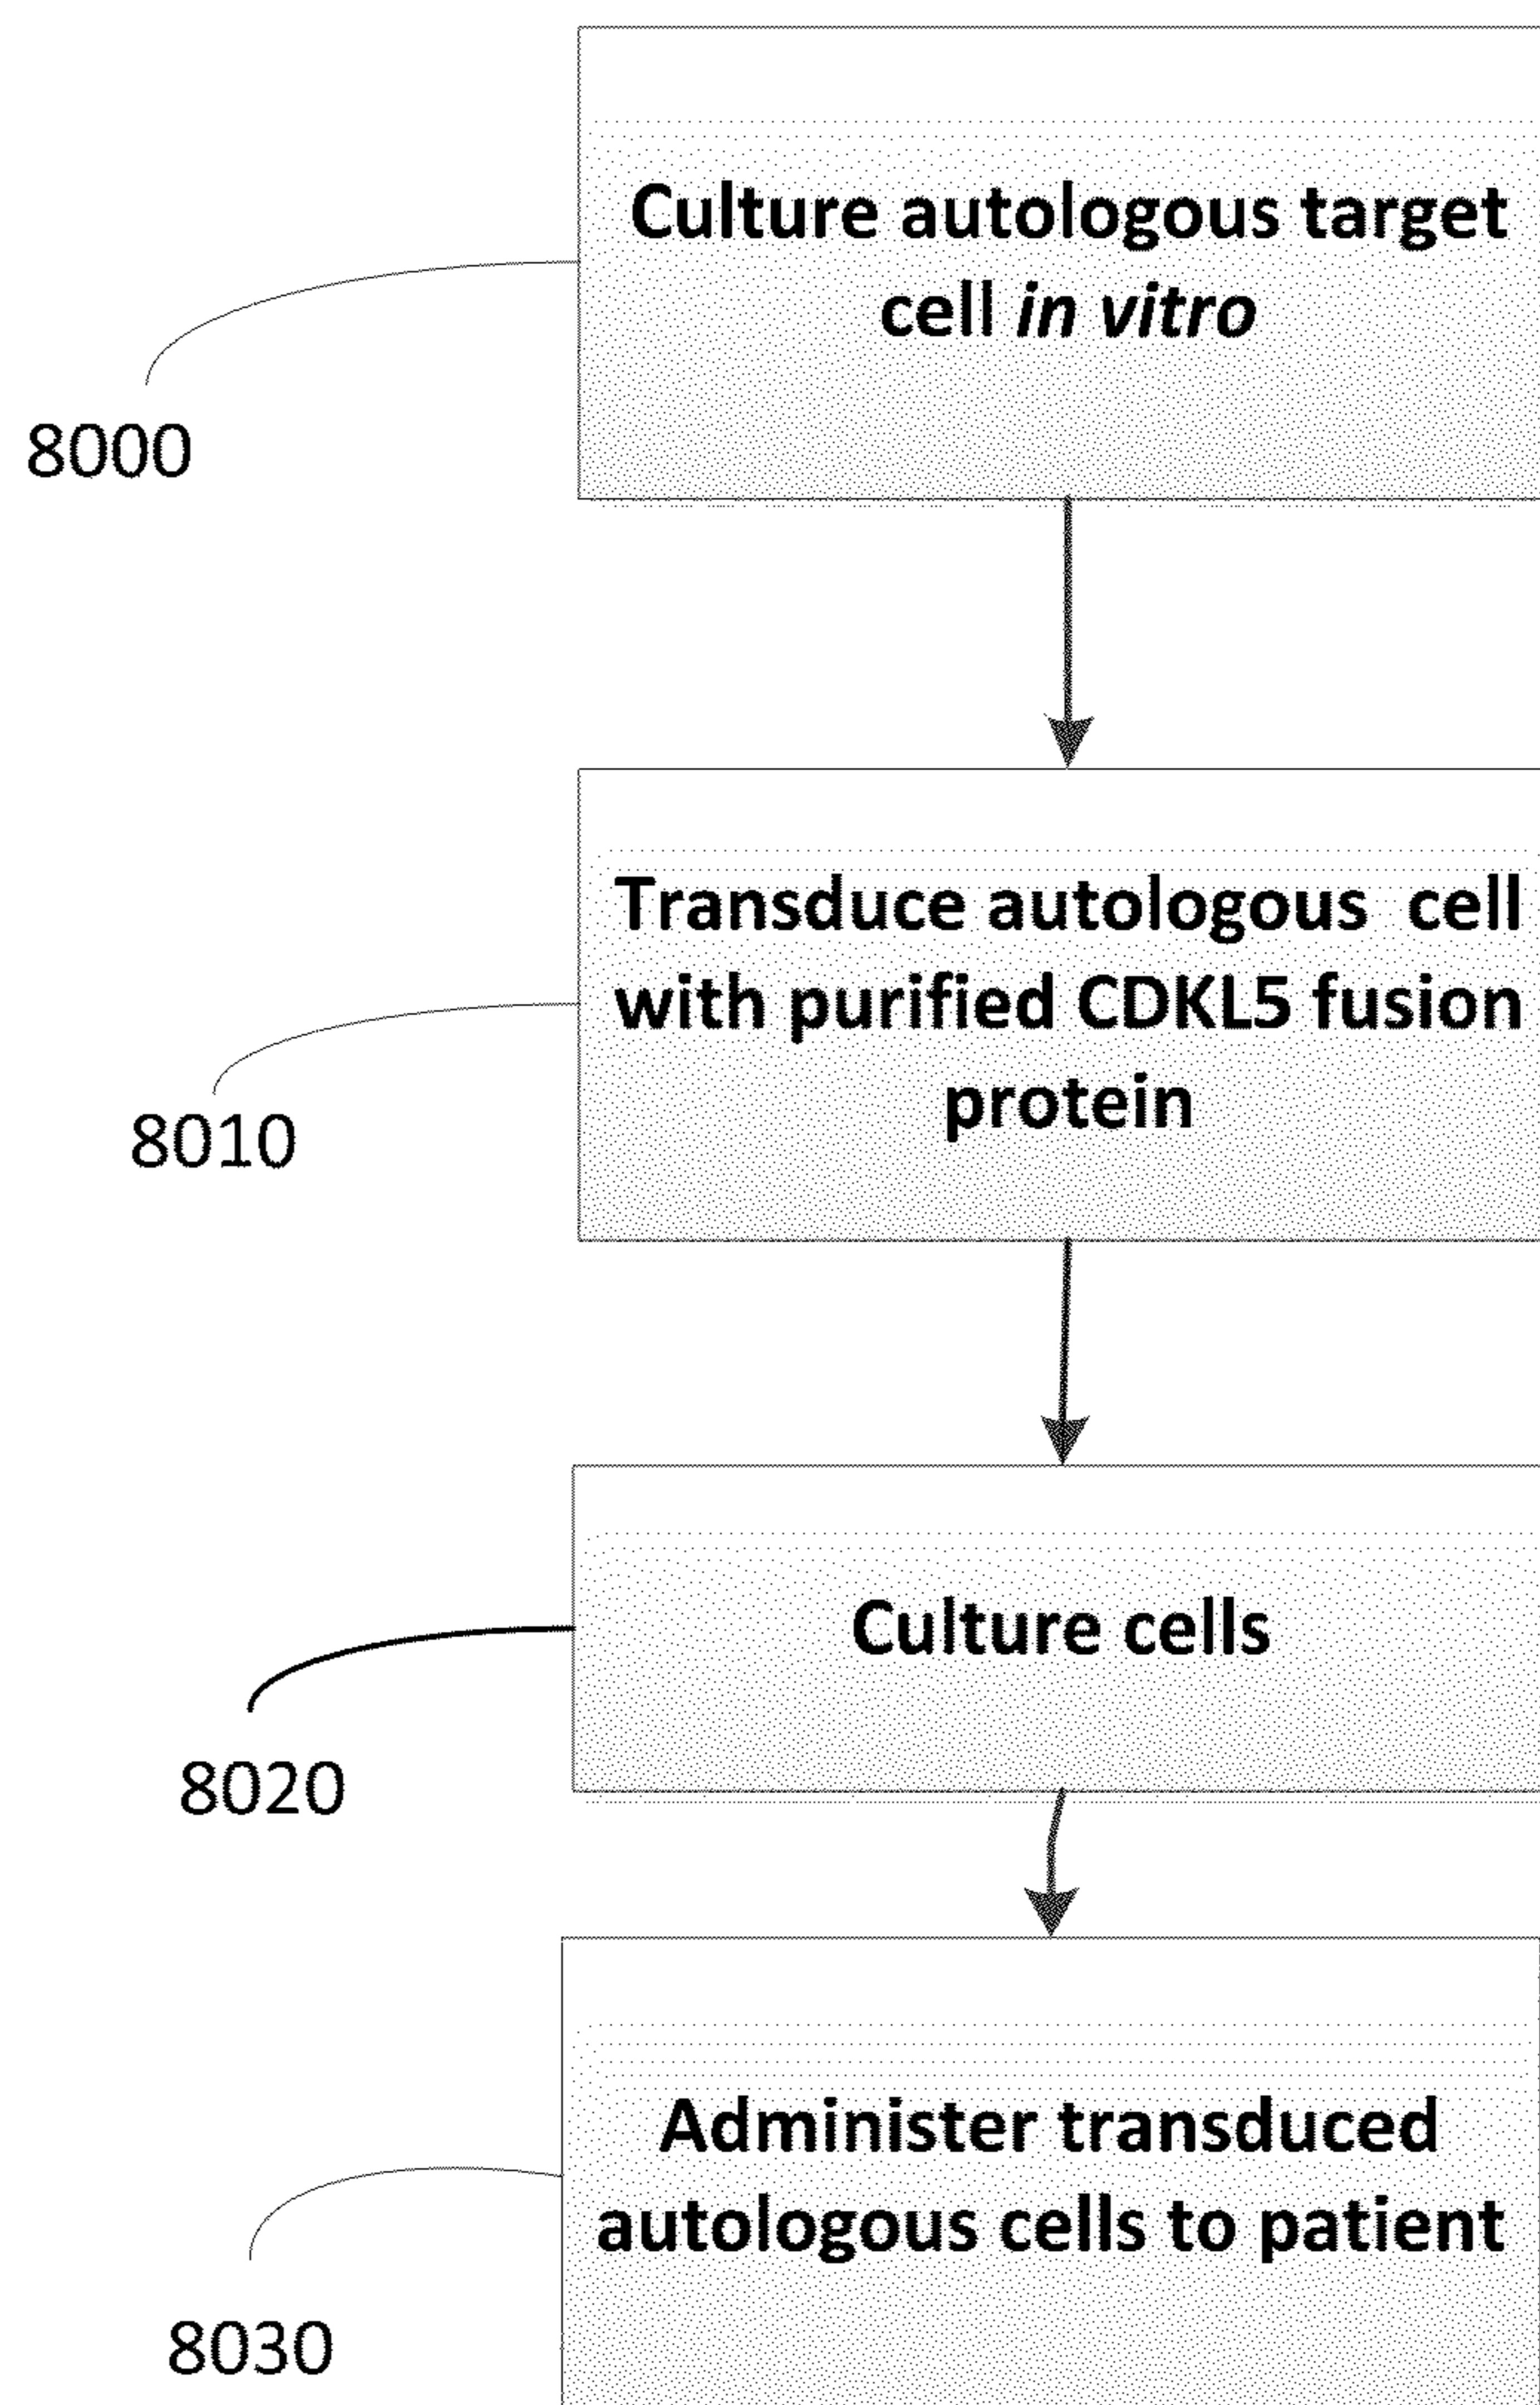 Culture autologous target
cell in vitro
8000
Transduce autologous cell
with purified CDKL5 fusion
protein
8010
Culture cells
8020
Administer transduced
autologous cells to patient
8030